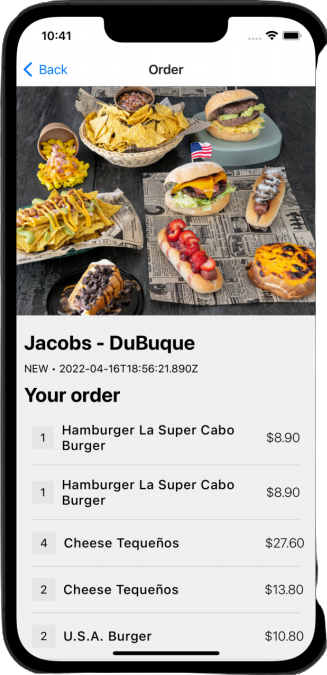 10:41
Back
Order
Jacobs - DuBuque
NEW • 2022-04-16T18:56:21.890Z
Your order
1 Hamburger La Super Cabo
Burger $8.90
1 Hamburger La Super Cabo
Burger $8.90
4 Cheese Tequeños $27.60
2 Cheese Tequeños $13.80
2 U.S.A. Burger $10.80